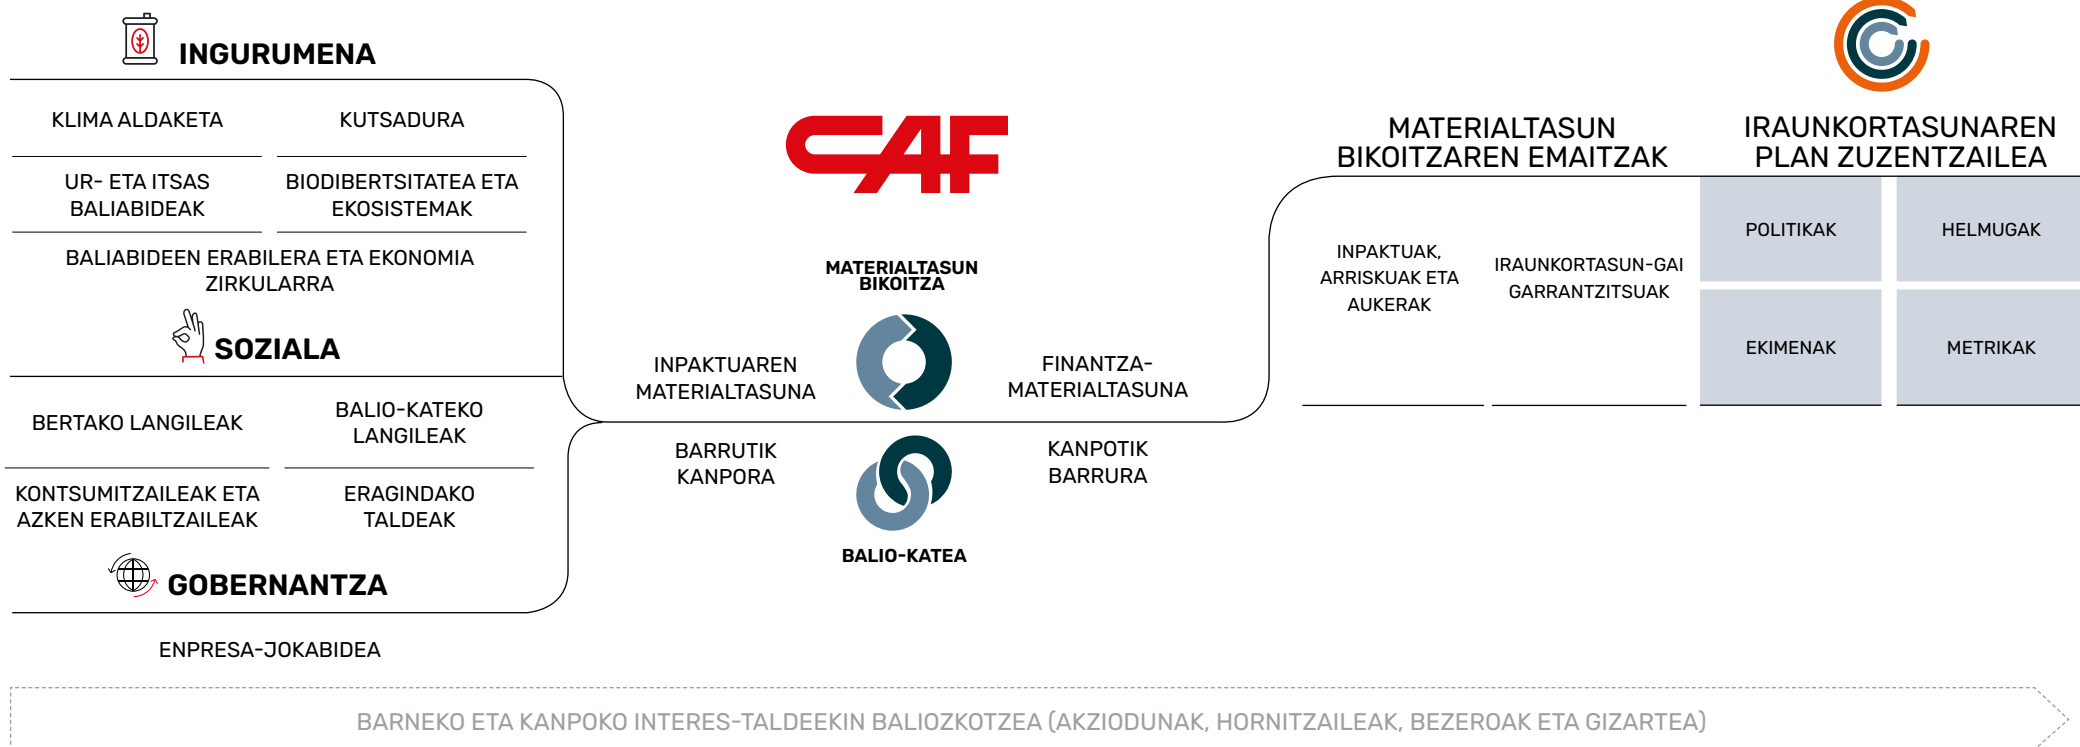 INGURUMENA
KLIMA ALDAKETA
KUTSADURA
UR- ETA ITSAS
BALIABIDEAK
BIODIBERTSITATEA ETA
EKOSISTEMAK
BALIABIDEEN ERABILERA ETA EKONOMIA
ZIRKULARRA
SOZIALA
BERTAKO LANGILEAK
BALIO-KATEKO
LANGILEAK
KONTSUMITZAILEAK ETA
AZKEN ERABILTZAILEAK
ERAGINDAKO
TALDEAK
GOBERNANTZA
ENPRESA-JOKABIDEA
CAF
MATERIALTASUN
BIKOITZA
INPAKTUAREN
MATERIALTASUNA
FINANTZA-
MATERIALTASUNA
BARRUTIK
KANPORA
KANPOTIK
BARRURA
BALIO-KATEA
MATERIALTASUN
BIKOITZAREN EMAITZAK
INPAKTUAK,
ARRISKUAK ETA
AUKERAK
IRAUNKORTASUN-GAI
GARRANTZITSUAK
IRAUNKORTASUNAREN
PLAN ZUZENTZAILEA
POLITIKAK
HELMUGAK
EKIMENAK
METRIKAK
BARNEKO ETA KANPOKO INTERES-TALDEEKIN BALIOZKOTZEA (AKZIODUNAK, HORNITZAILEAK, BEZEROAK ETA GIZARTEA)